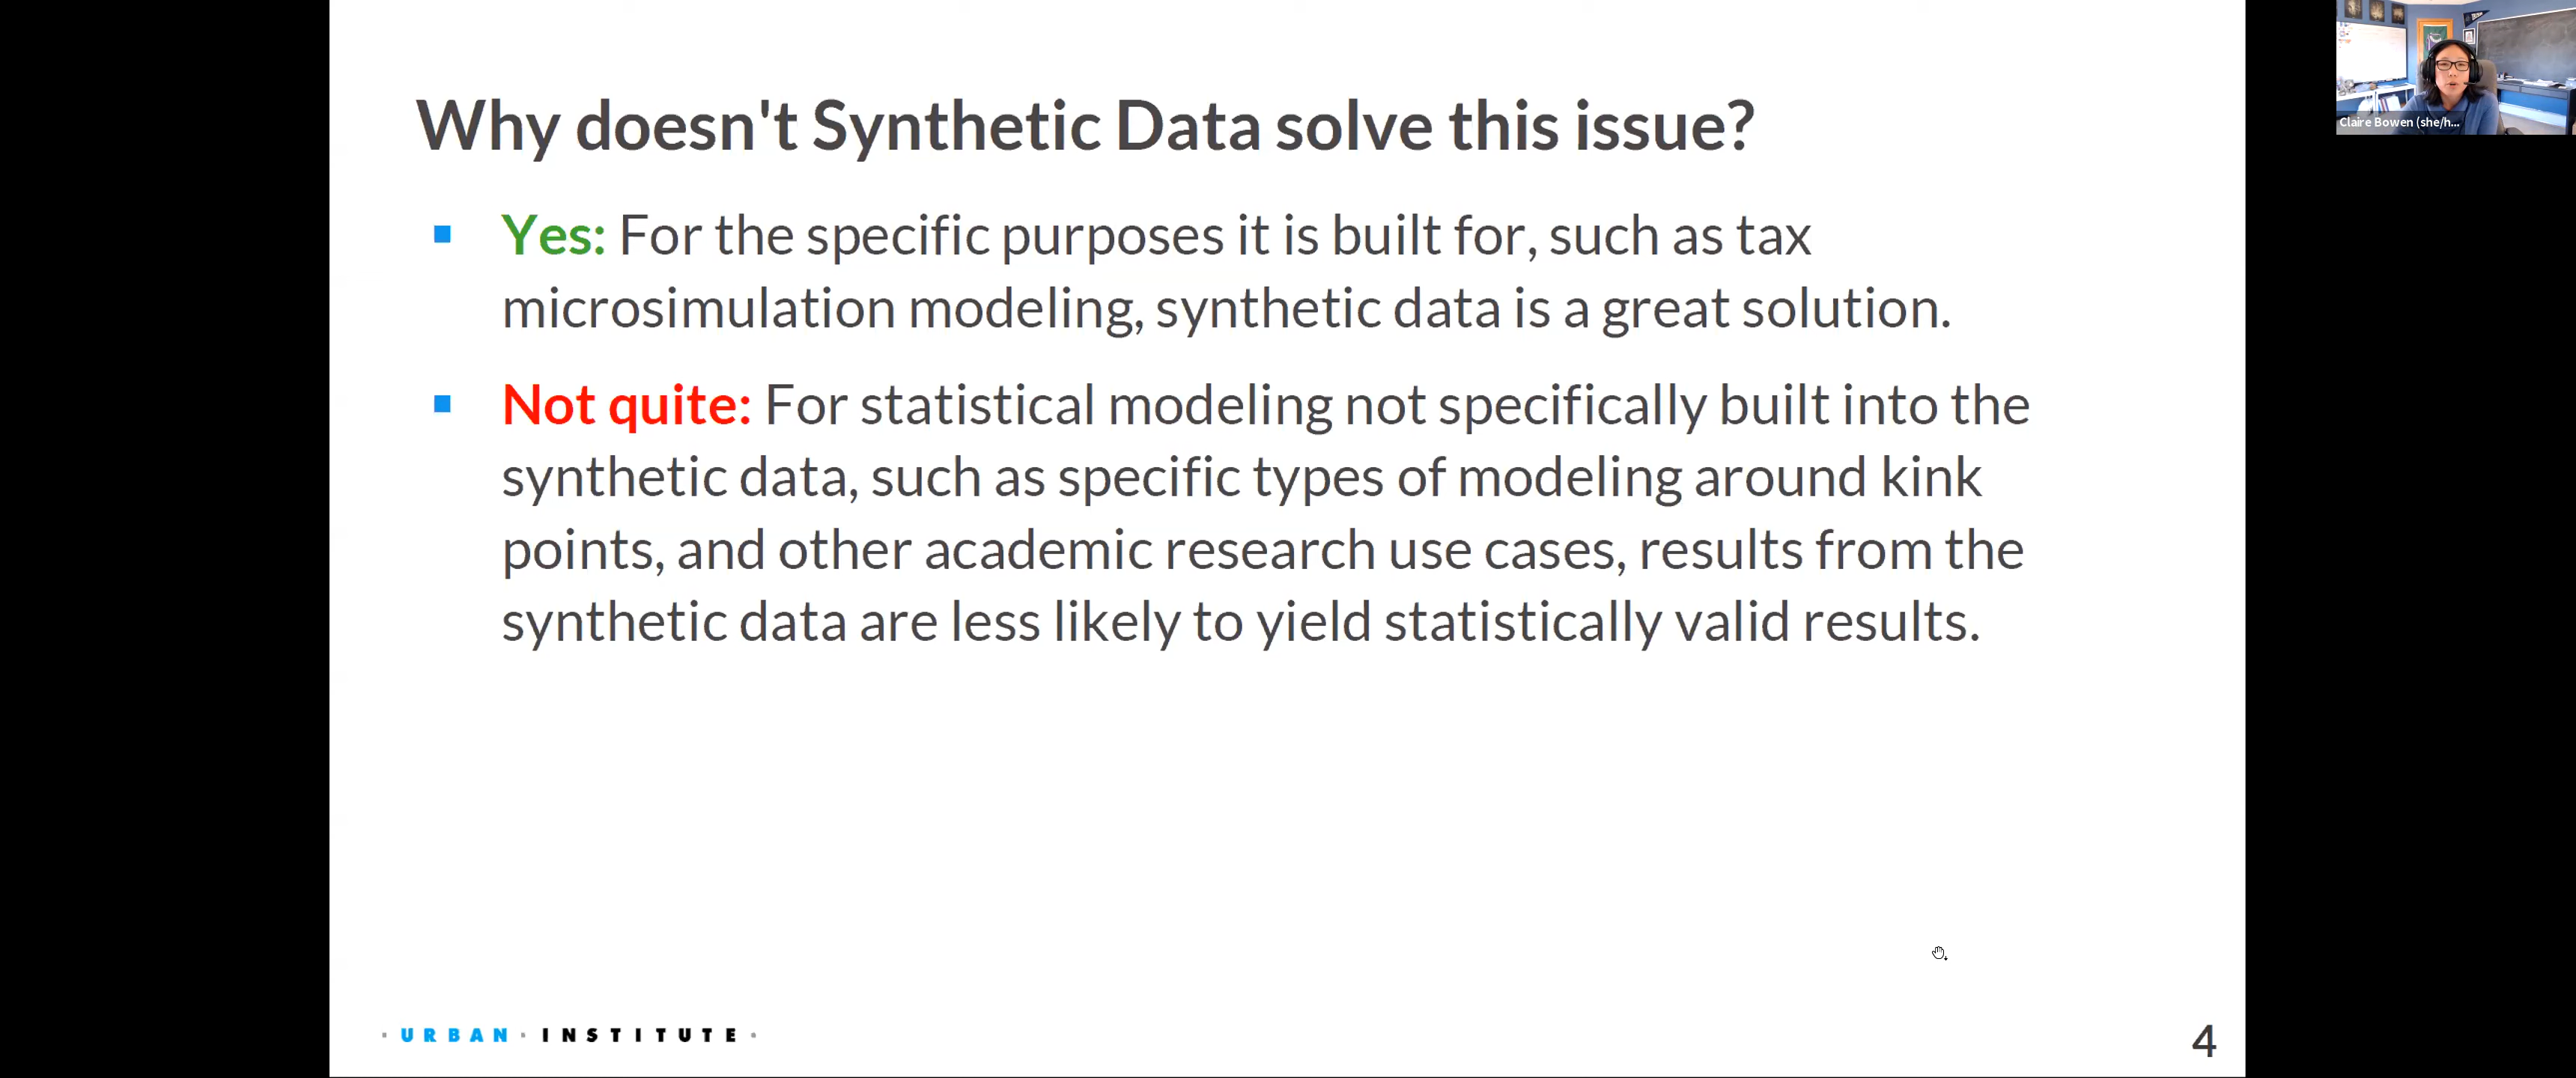 Why doesn't Synthetic Data solve this issue?
Yes: For the specific purposes it is built for, such as tax
microsimulation modeling, synthetic data is a great solution.
Not quite: For statistical modeling not specifically built into the
synthetic data, such as specific types of modeling around kink
points, and other academic research use cases, results from the
synthetic data are less likely to yield statistically valid results.
· URBAN · INSTITUTE ·
4
Claire Bowen (she/h...